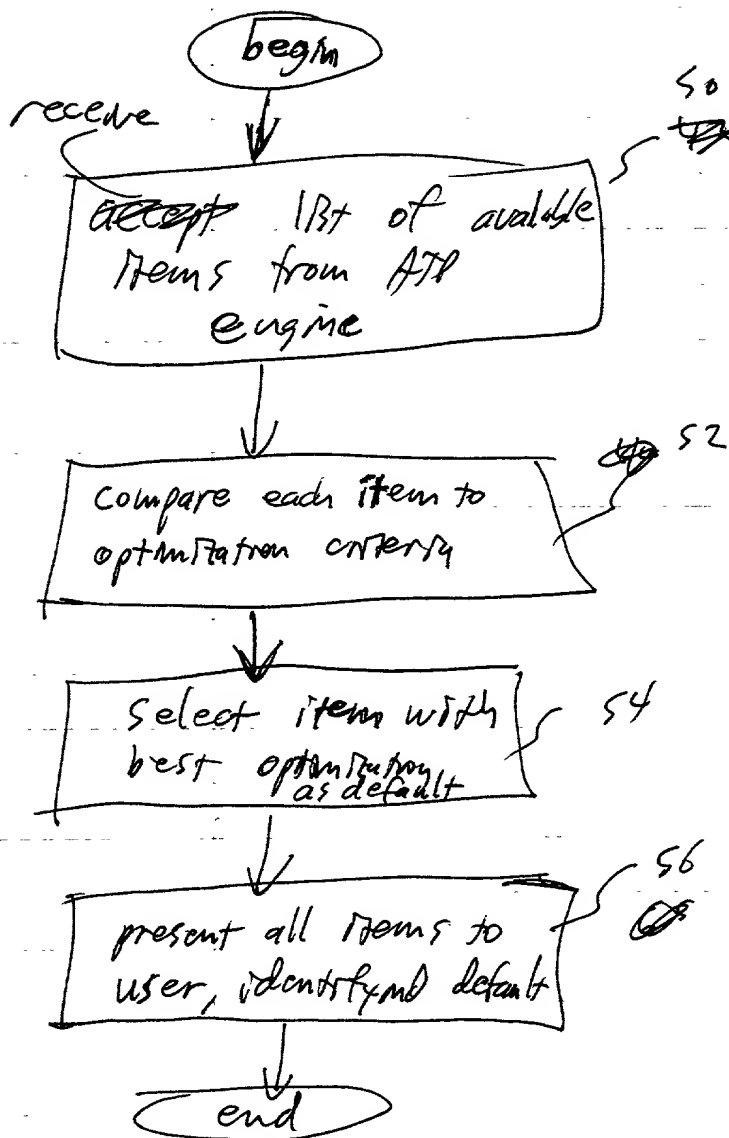 begin
receive
50
accept list of available
items from ATP
engine
52
compare each item to
optimization criteria
select item with
54
best optimization
as default
56
present all items to
user, identifying default
end